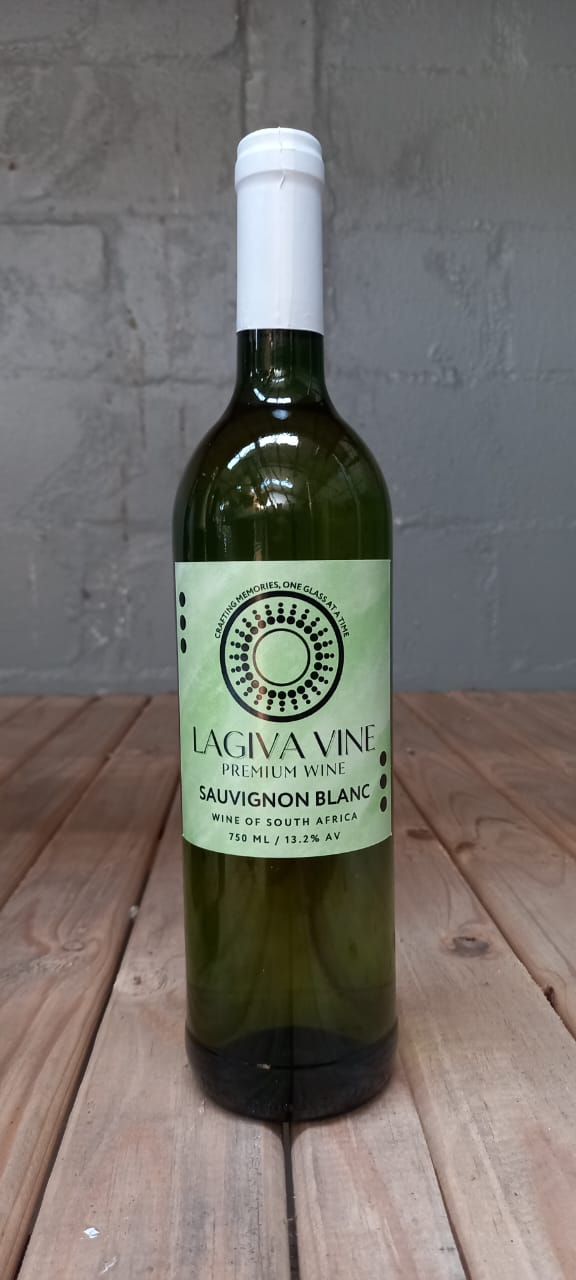 CRAFTING MEMORIES, ONE GLASS AT A TIME
LAGIVA VINE
PREMIUM WINE
SAUVIGNON BLANC
WINE OF SOUTH AFRICA
750 ML / 13.2% AV